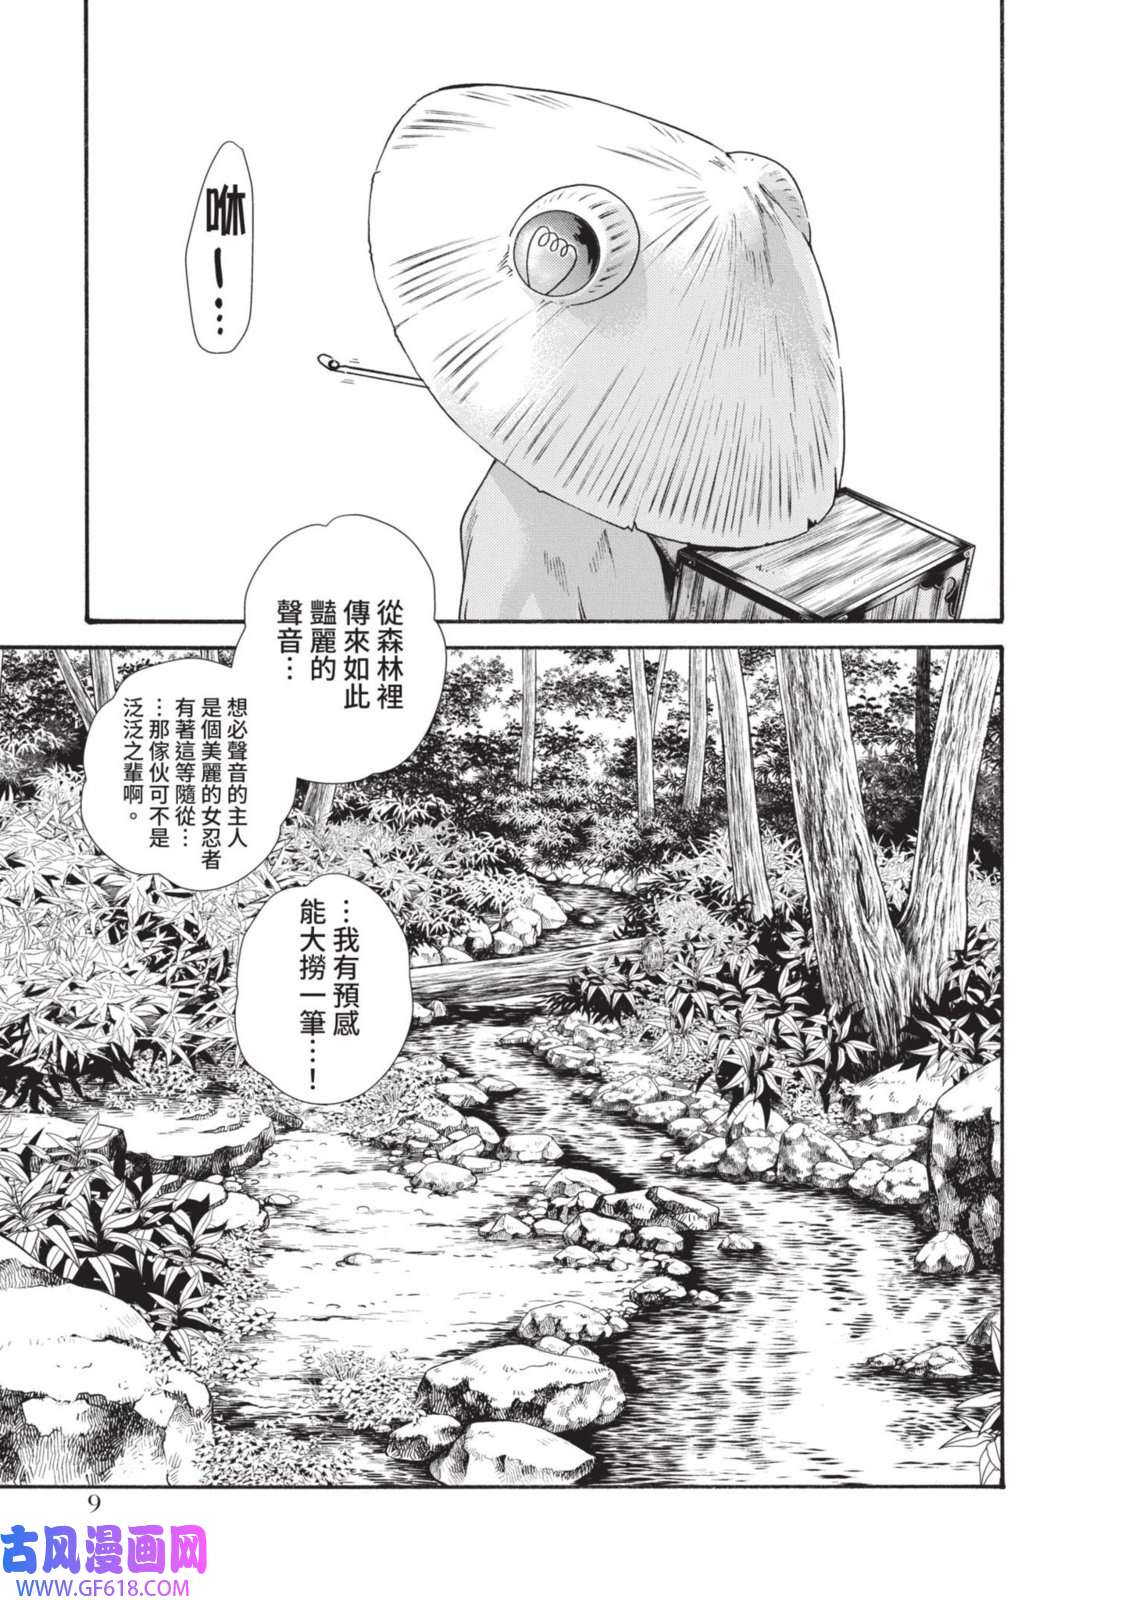 咻ー…
從森林裡
傳來如此
豔麗的
聲音…
想必聲音的主人
是個美麗的女忍者
有著這等隨從…
…那傢伙可不是
泛泛之輩啊。
…我有預感
能大撈一筆…!
9
古风漫画网
WWW.GF618.COM